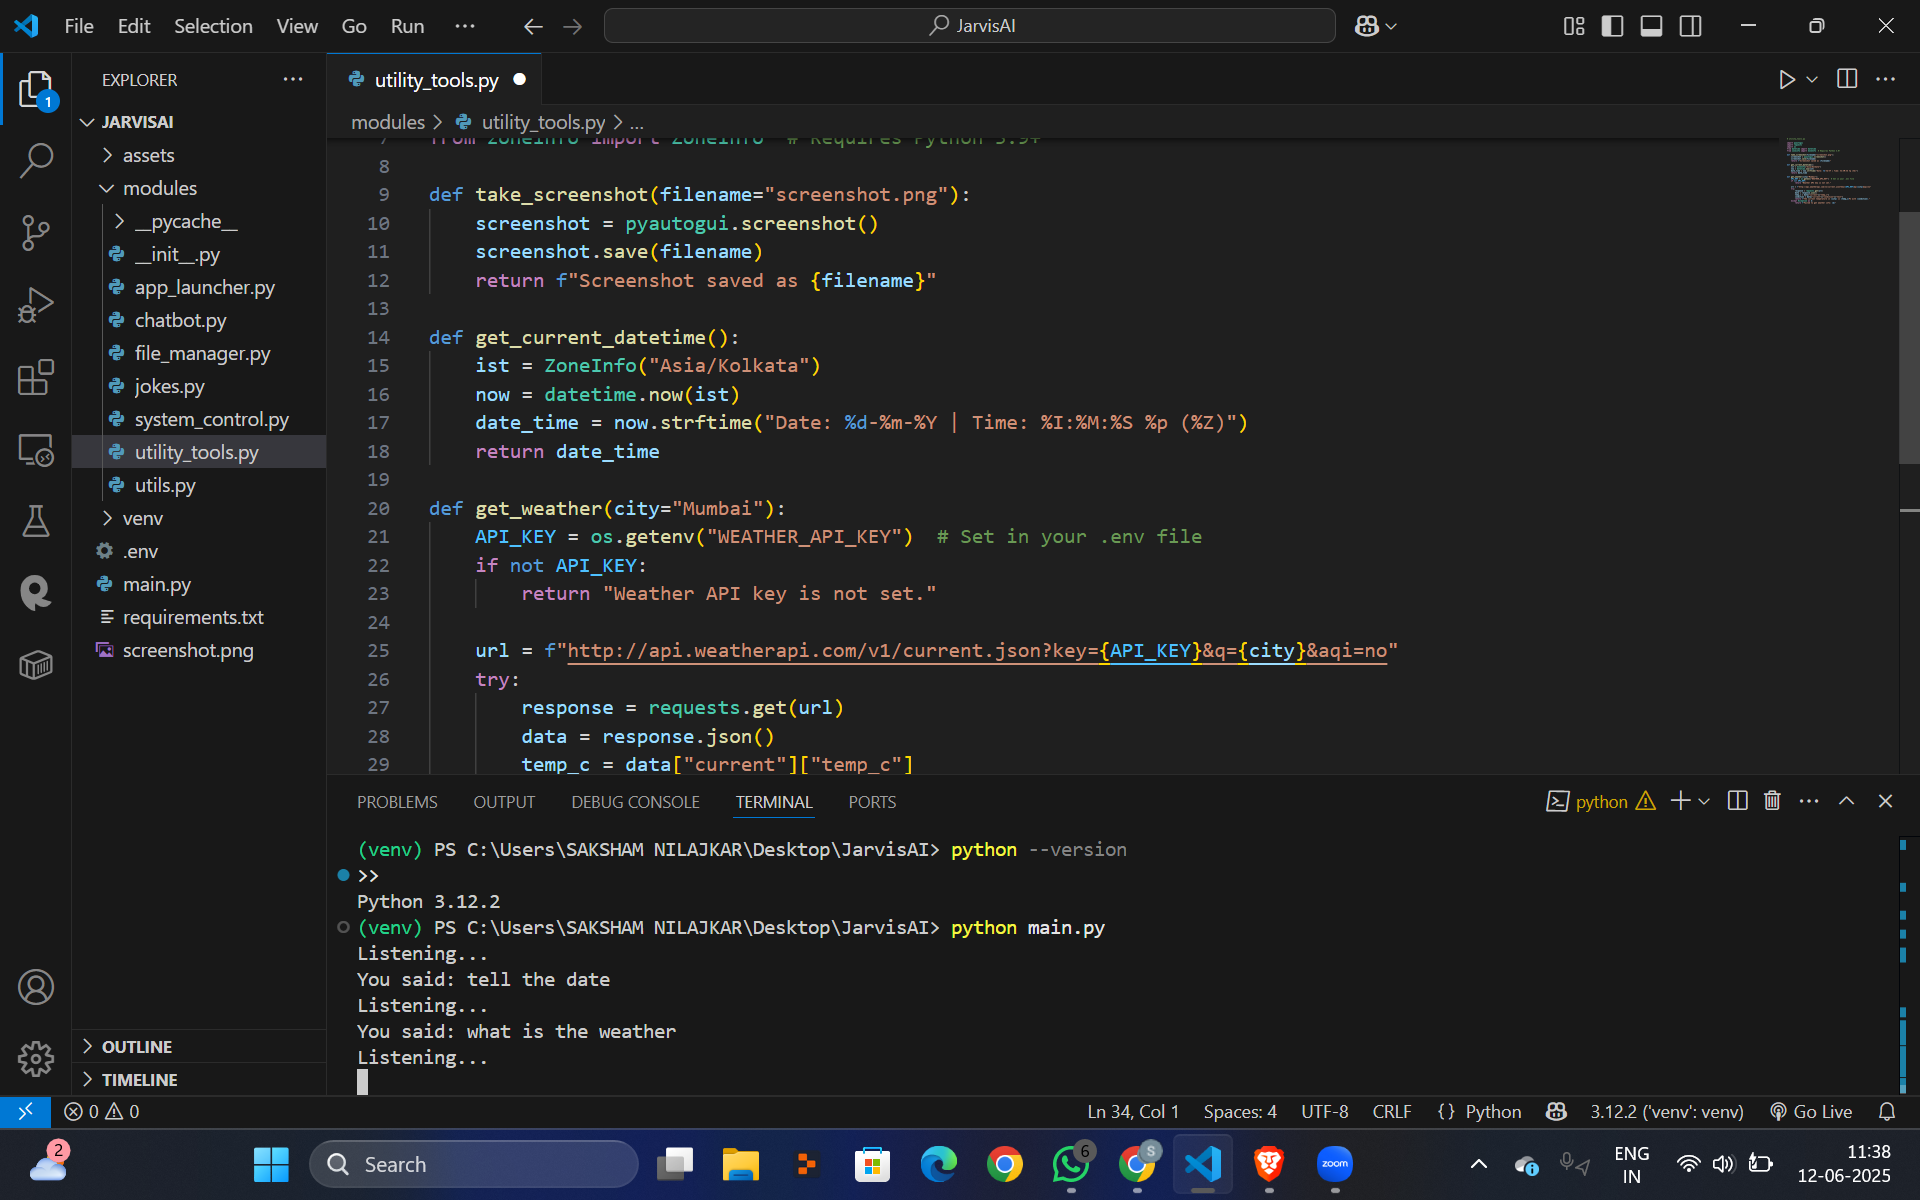 File Edit Selection View Go Run ··· JarvisAI
EXPLORER
JARVISAI
assets
modules
__pycache__
__init__.py
app_launcher.py
chatbot.py
file_manager.py
jokes.py
system_control.py
utility_tools.py
utils.py
venv
.env
main.py
requirements.txt
screenshot.png
OUTLINE
TIMELINE
1
utility_tools.py
modules > utility_tools.py > ...
7 from zoneinfo import ZoneInfo  # Requires Python 3.9+
8
9 def take_screenshot(filename="screenshot.png"):
10     screenshot = pyautogui.screenshot()
11     screenshot.save(filename)
12     return f"Screenshot saved as {filename}"
13
14 def get_current_datetime():
15     ist = ZoneInfo("Asia/Kolkata")
16     now = datetime.now(ist)
17     date_time = now.strftime("Date: %d-%m-%Y | Time: %I:%M:%S %p (%Z)")
18     return date_time
19
20 def get_weather(city="Mumbai"):
21     API_KEY = os.getenv("WEATHER_API_KEY")  # Set in your .env file
22     if not API_KEY:
23         return "Weather API key is not set."
24
25     url = f"http://api.weatherapi.com/v1/current.json?key={API_KEY}&q={city}&aqi=no"
26     try:
27         response = requests.get(url)
28         data = response.json()
29         temp_c = data["current"]["temp_c"]
PROBLEMS OUTPUT DEBUG CONSOLE TERMINAL PORTS python
(venv) PS C:\Users\SAKSHAM NILAJKAR\Desktop\JarvisAI> python --version
>>
Python 3.12.2
(venv) PS C:\Users\SAKSHAM NILAJKAR\Desktop\JarvisAI> python main.py
Listening...
You said: tell the date
Listening...
You said: what is the weather
Listening...
0 0 Ln 34, Col 1 Spaces: 4 UTF-8 CRLF {} Python 3.12.2 ('venv': venv) Go Live
2 Search zoom 6 S ENG IN 11:38
12-06-2025